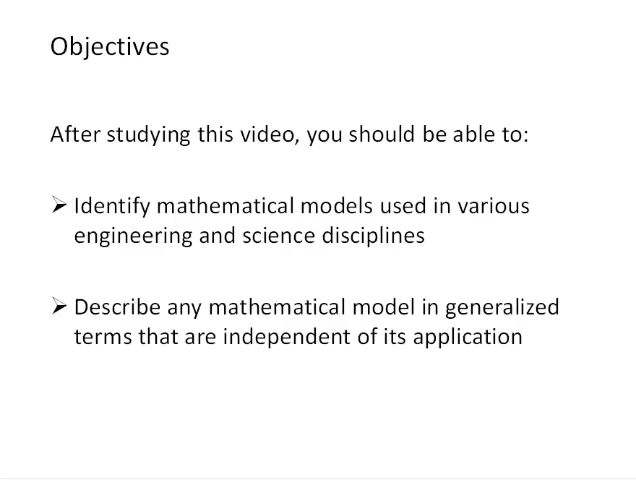 Objectives
After studying this video, you should be able to:
➢ Identify mathematical models used in various
engineering and science disciplines
➢ Describe any mathematical model in generalized
terms that are independent of its application